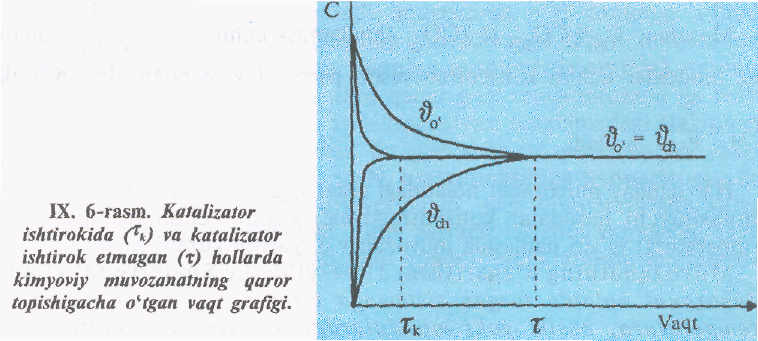 IX. 6-rasm. Katalizator
ishtirokida (τk) va katalizator
ishtirok etmagan (τ) hollarda
kimyoviy muvozanatning qaror
topishigacha o‘tgan vaqt grafigi.
C
ϑo‘
ϑo‘ = ϑch
ϑch
τk
τ
Vaqt